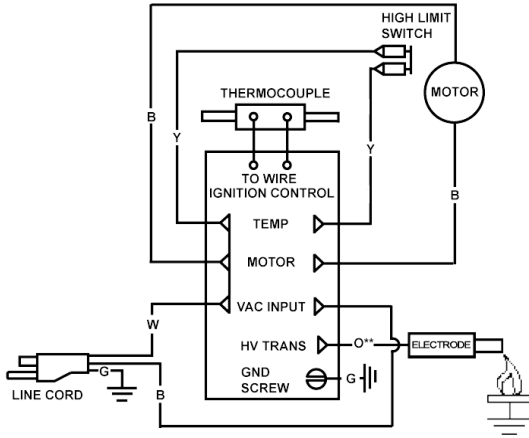 HIGH LIMIT
SWITCH
THERMOCOUPLE
MOTOR
B
Y
Y
TO WIRE
IGNITION CONTROL
B
TEMP
MOTOR
VAC INPUT
W
HV TRANS
O**
ELECTRODE
GND
SCREW
G
G
LINE CORD
B